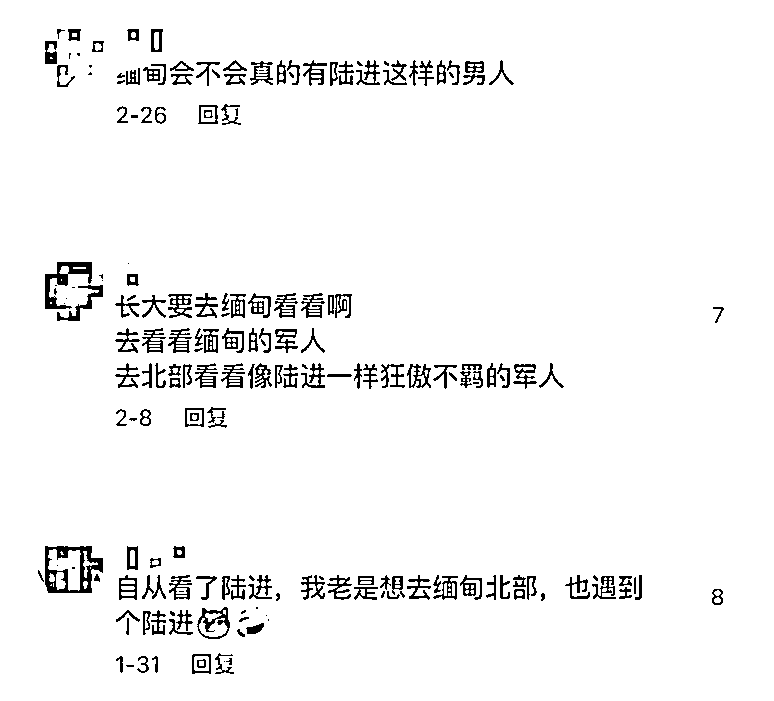 缅甸会不会真的有陆进这样的男人
2-26 回复
长大要去缅甸看看啊
7
去看看缅甸的军人
去北部看看像陆进一样狂傲不羁的军人
2-8 回复
自从看了陆进，我老是想去缅甸北部，也遇到
8
个陆进
1-31 回复